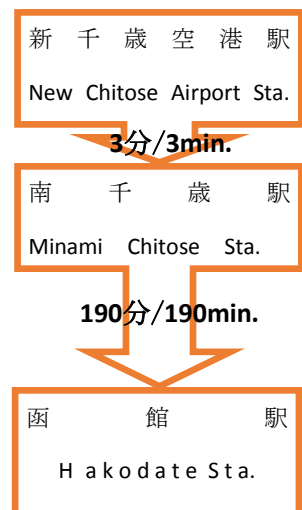 新千歳空港駅
New Chitose Airport Sta.
3分/3min.
南千歳駅
Minami Chitose Sta.
190分/190min.
函館駅
Hakodate Sta.